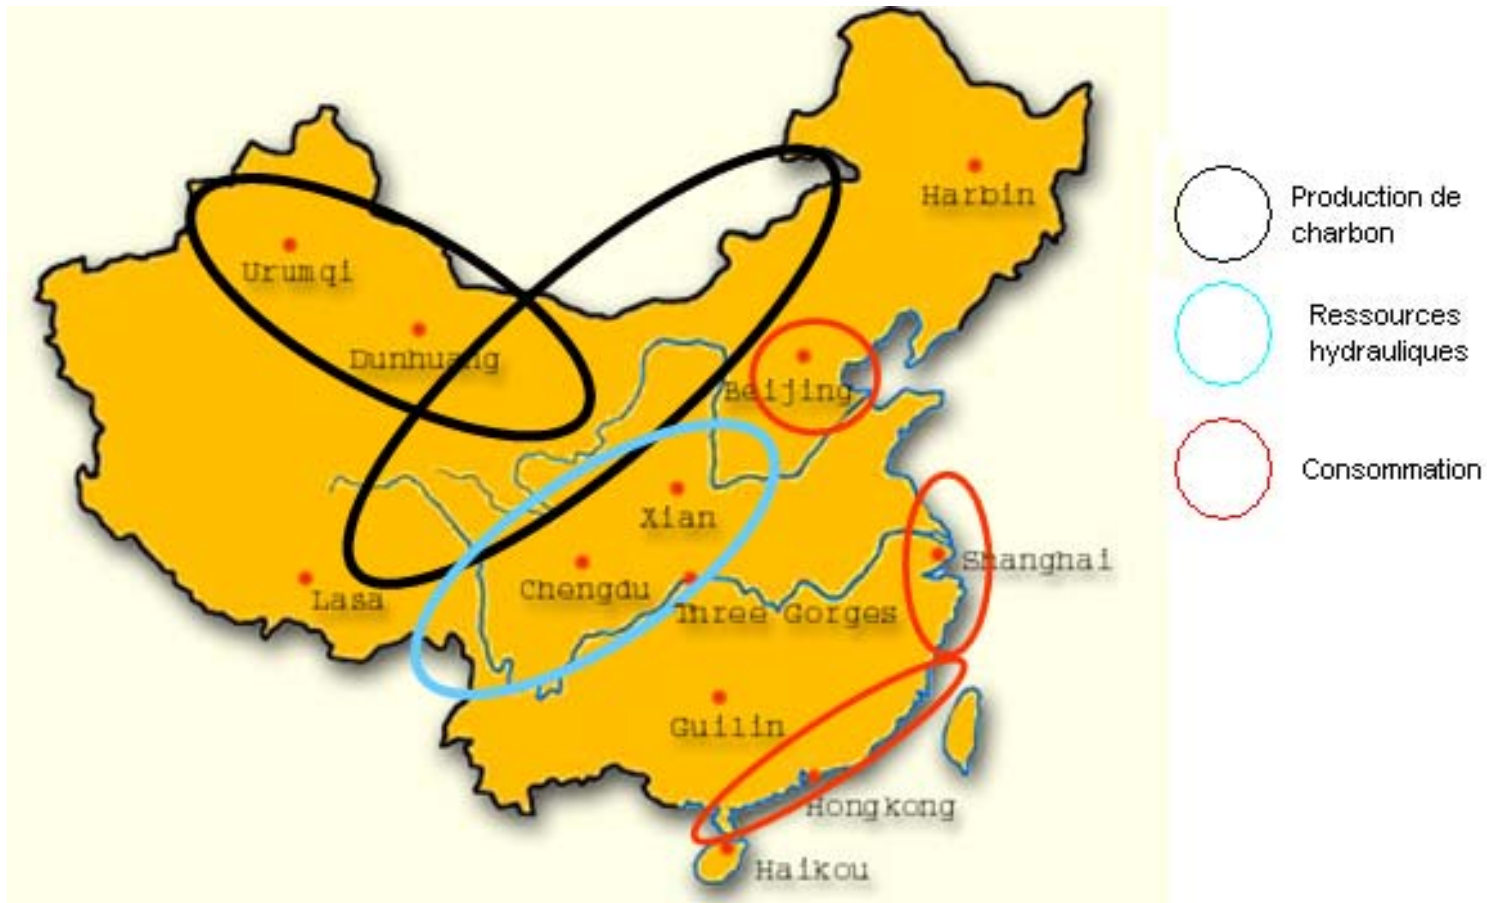 Harbin
Urumqi
Dunhuang
Beijing
Xian
Shanghai
Chengdu
Lasa
Three Gorges
Guilin
Hongkong
Haikou
Production de
charbon
Ressources
hydrauliques
Consommation